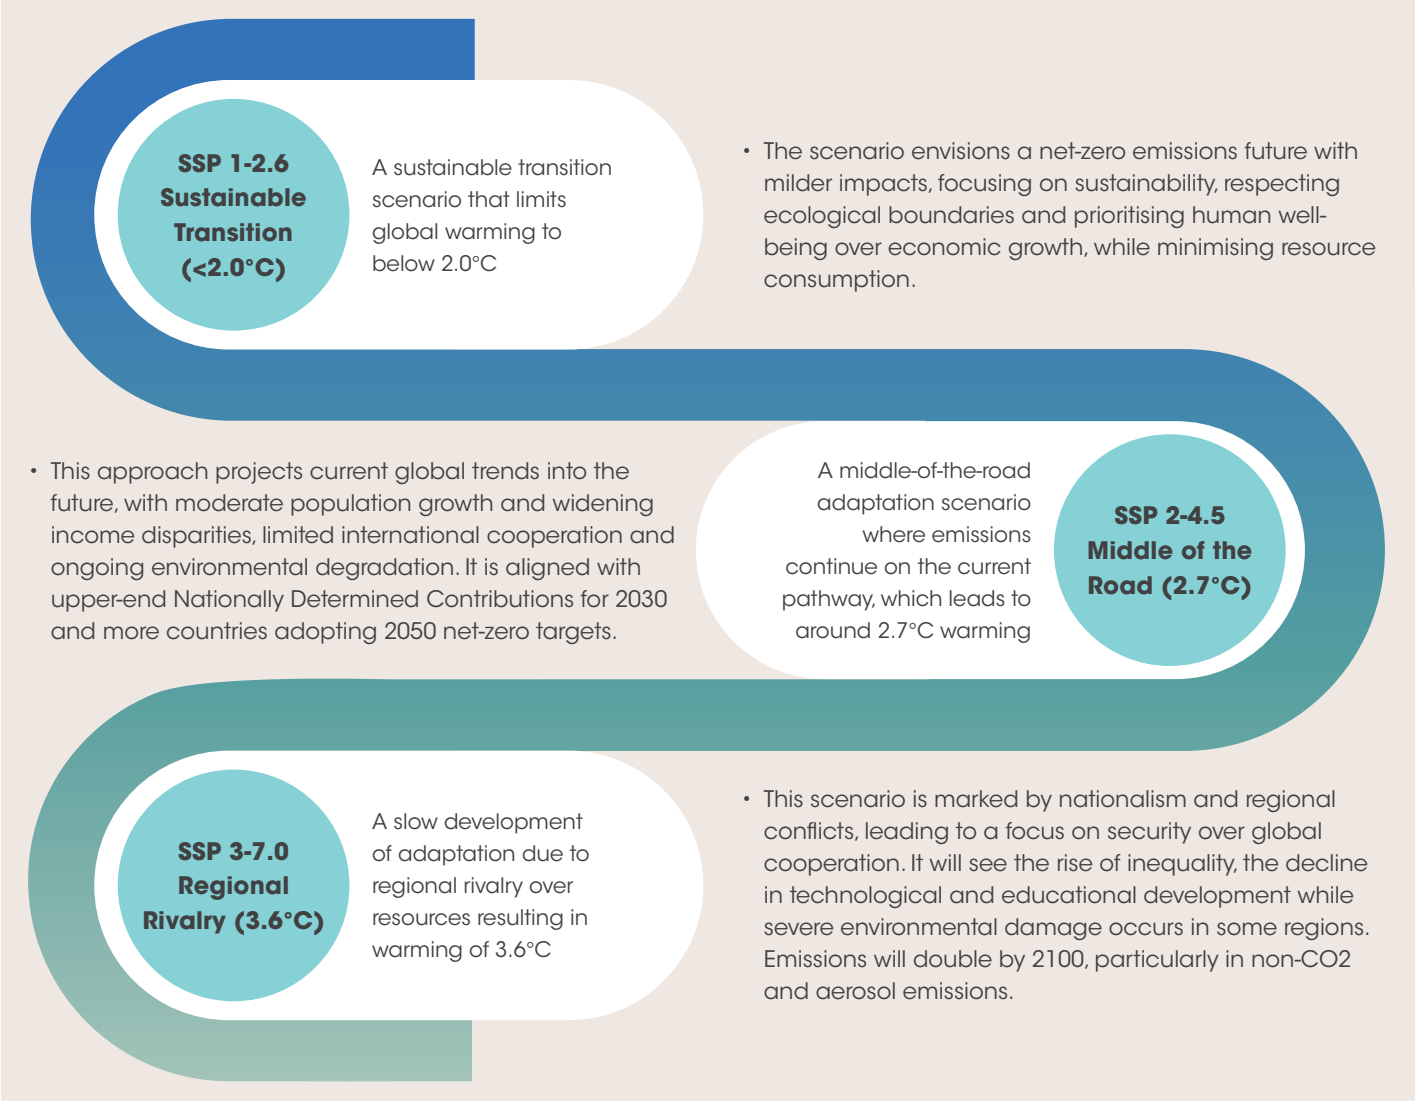 SSP 1-2.6
Sustainable
Transition
(<2.0°C)
A sustainable transition
scenario that limits
global warming to
below 2.0°C
• The scenario envisions a net-zero emissions future with
milder impacts, focusing on sustainability, respecting
ecological boundaries and prioritising human well-
being over economic growth, while minimising resource
consumption.
• This approach projects current global trends into the
future, with moderate population growth and widening
income disparities, limited international cooperation and
ongoing environmental degradation. It is aligned with
upper-end Nationally Determined Contributions for 2030
and more countries adopting 2050 net-zero targets.
A middle-of-the-road
adaptation scenario
where emissions
continue on the current
pathway, which leads to
around 2.7°C warming
SSP 2-4.5
Middle of the
Road (2.7°C)
SSP 3-7.0
Regional
Rivalry (3.6°C)
A slow development
of adaptation due to
regional rivalry over
resources resulting in
warming of 3.6°C
• This scenario is marked by nationalism and regional
conflicts, leading to a focus on security over global
cooperation. It will see the rise of inequality, the decline
in technological and educational development while
severe environmental damage occurs in some regions.
Emissions will double by 2100, particularly in non-CO2
and aerosol emissions.